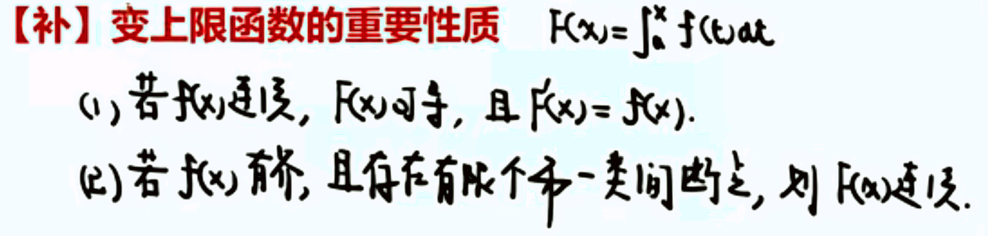 【补】变上限函数的重要性质 F(x)=∫ₐˣf(t)dt
(1) 若f(x)连续, F(x)可导, 且F'(x)=f(x).
(2) 若f(x)有界, 且存在有限个第一类间断点, 则F(x)连续.